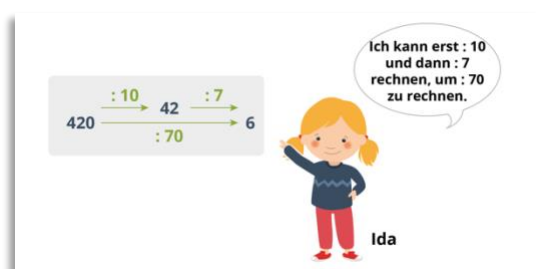 Ich kann erst : 10
und dann : 7
rechnen, um : 70
zu rechnen.
: 10 : 7
420 42 6
: 70
Ida